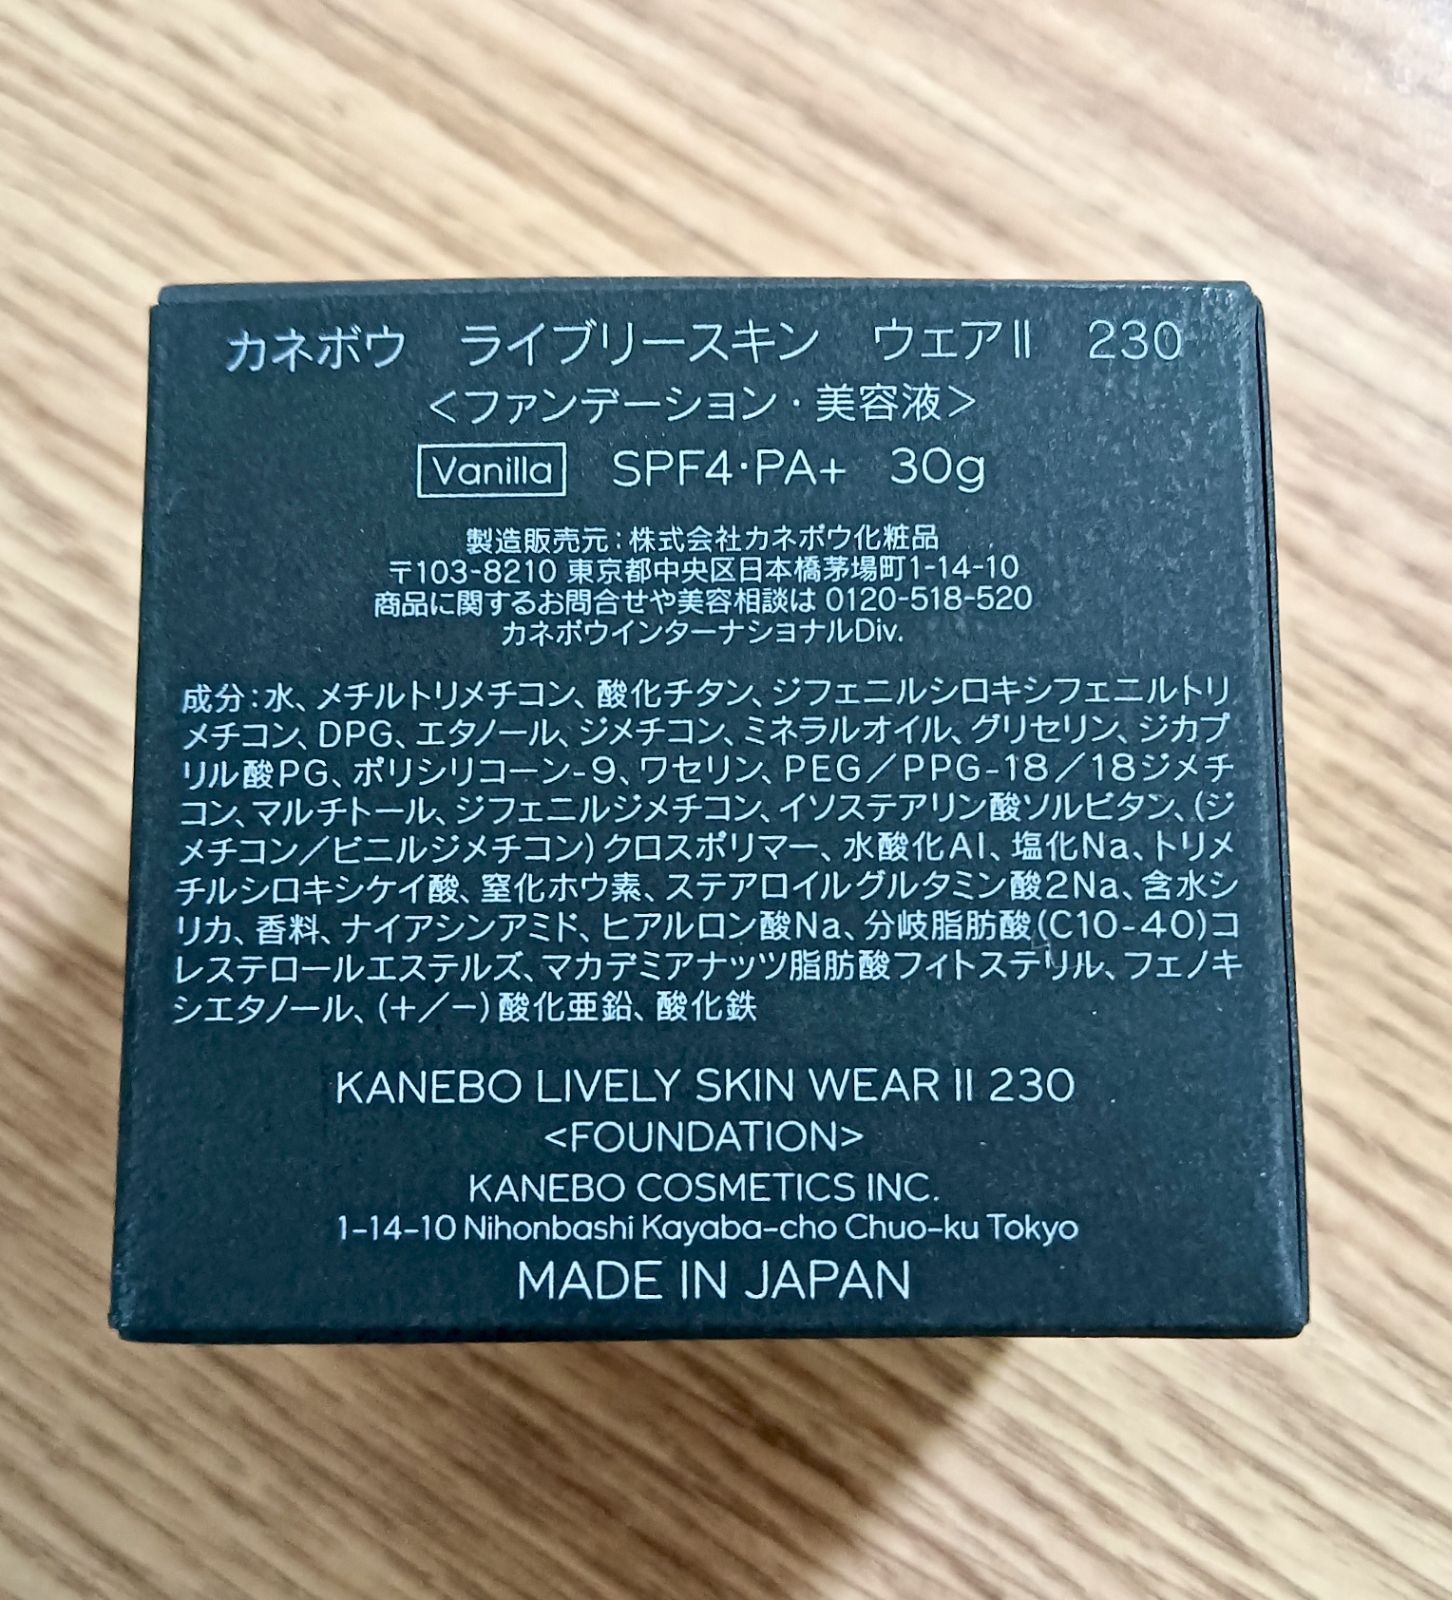 カネボウ ライブリースキン ウェアⅡ 230
<ファンデーション・美容液>
Vanilla SPF4・PA+ 30g
製造販売元：株式会社カネボウ化粧品
〒103-8210 東京都中央区日本橋茅場町1-14-10
商品に関するお問合せや美容相談は 0120-518-520
カネボウインターナショナルDiv.
成分：水、メチルトリメチコン、酸化チタン、ジフェニルシロキシフェニルトリ
メチコン、DPG、エタノール、ジメチコン、ミネラルオイル、グリセリン、ジカプ
リル酸PG、ポリシリコーン-9、ワセリン、PEG／PPG-18／18ジメチ
コン、マルチトール、ジフェニルジメチコン、イソステアリン酸ソルビタン、(ジ
メチコン／ビニルジメチコン)クロスポリマー、水酸化Al、塩化Na、トリメ
チルシロキシケイ酸、窒化ホウ素、ステアロイルグルタミン酸2Na、含水シ
リカ、香料、ナイアシンアミド、ヒアルロン酸Na、分岐脂肪酸(C10-40)コ
レステロールエステルズ、マカデミアナッツ脂肪酸フィトステリル、フェノキ
シエタノール、(+／−)酸化亜鉛、酸化鉄
KANEBO LIVELY SKIN WEAR II 230
<FOUNDATION>
KANEBO COSMETICS INC.
1-14-10 Nihonbashi Kayaba-cho Chuo-ku Tokyo
MADE IN JAPAN